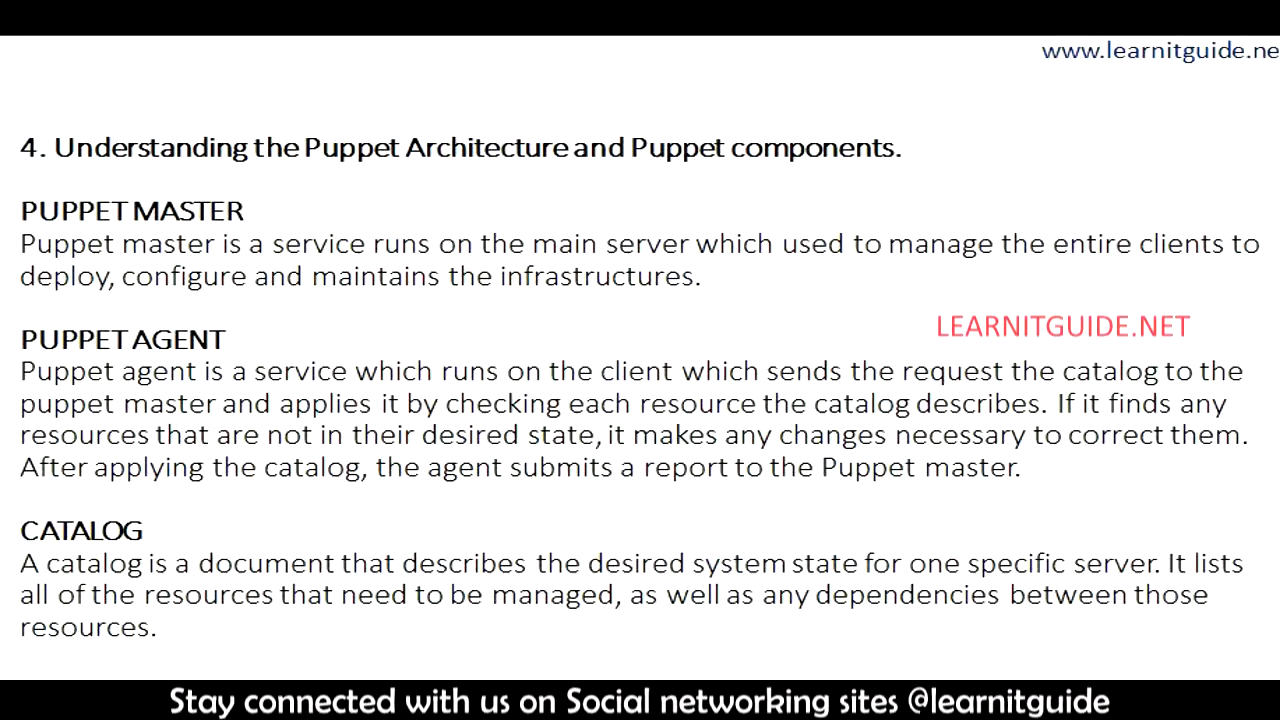 www.learnitguide.ne
4. Understanding the Puppet Architecture and Puppet components.
PUPPET MASTER
Puppet master is a service runs on the main server which used to manage the entire clients to
deploy, configure and maintains the infrastructures.
LEARNITGUIDE.NET
PUPPET AGENT
Puppet agent is a service which runs on the client which sends the request the catalog to the
puppet master and applies it by checking each resource the catalog describes. If it finds any
resources that are not in their desired state, it makes any changes necessary to correct them.
After applying the catalog, the agent submits a report to the Puppet master.
CATALOG
A catalog is a document that describes the desired system state for one specific server. It lists
all of the resources that need to be managed, as well as any dependencies between those
resources.
Stay connected with us on Social networking sites @learnitguide